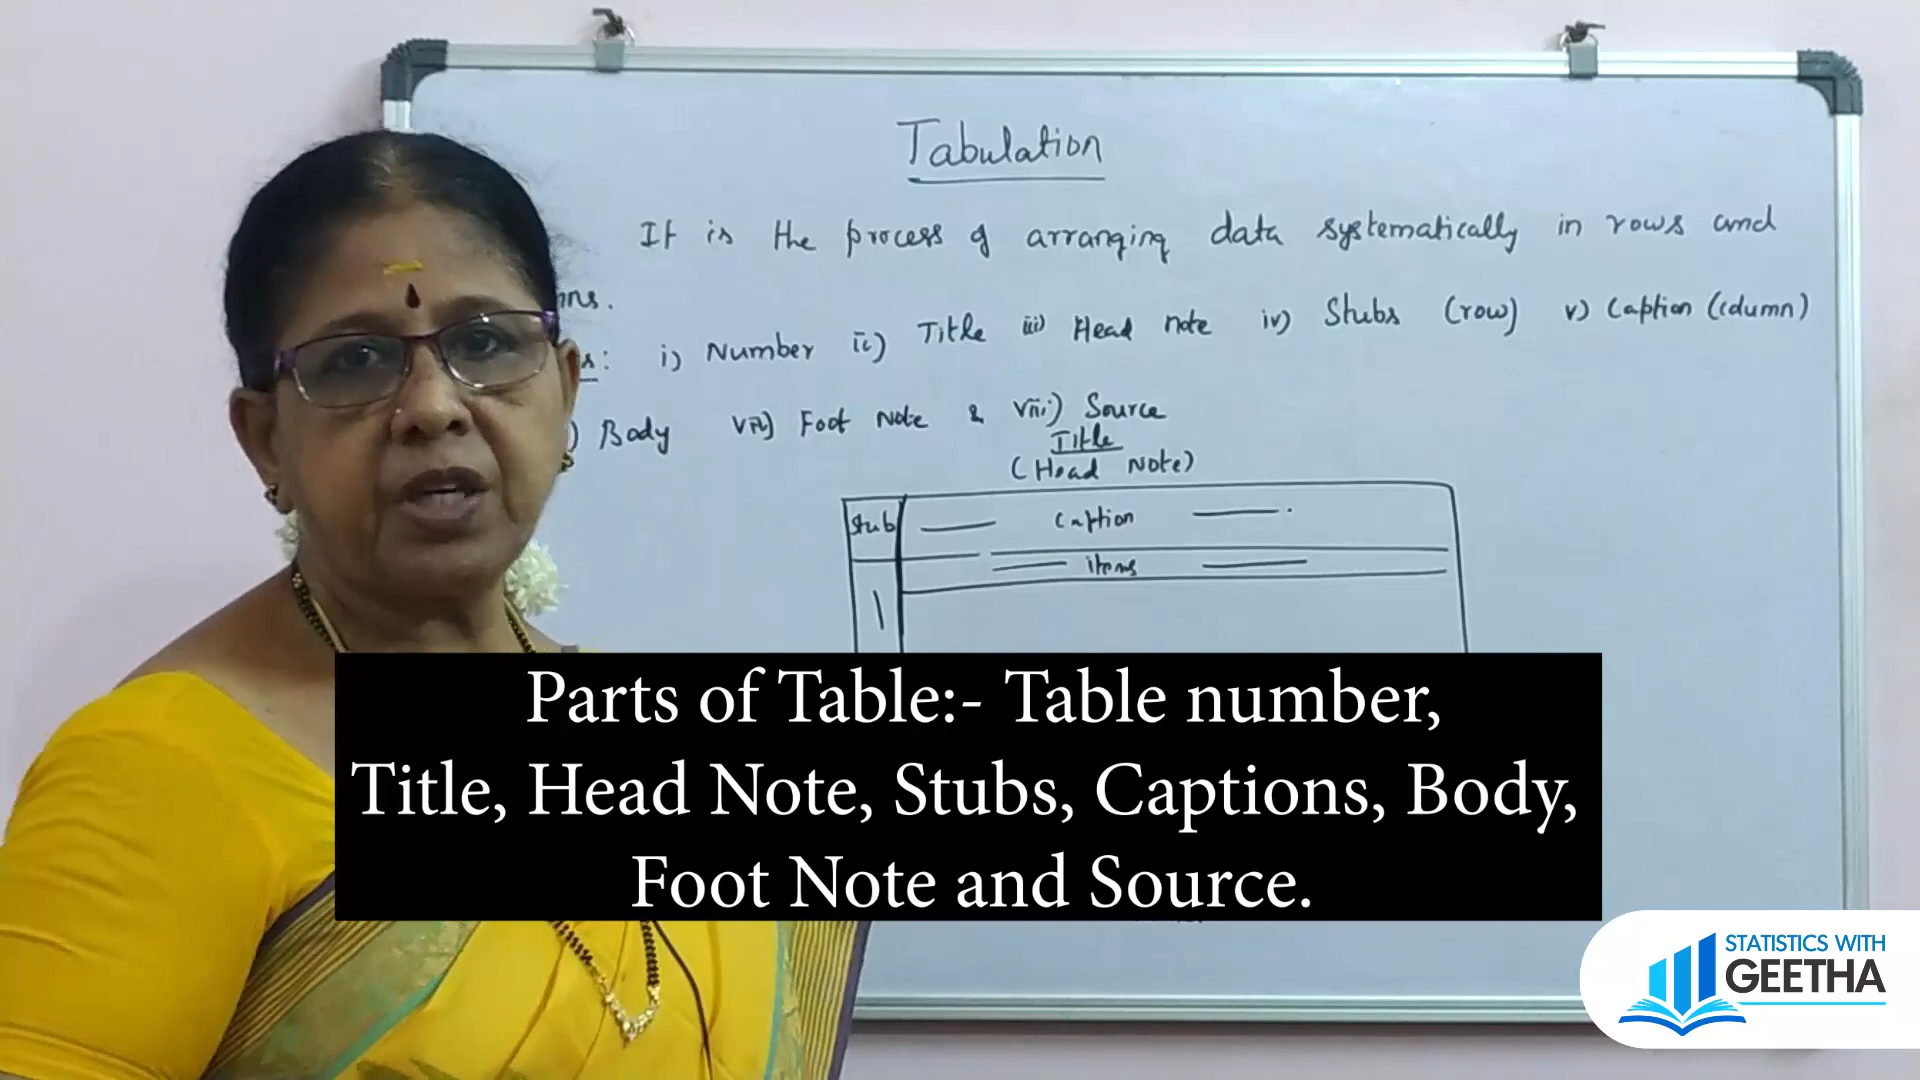 Tabulation
It is the process of arranging data systematically in rows and
mns.
s: i) Number ii) Title iii) Head note iv) Stubs (row) v) Caption (column)
) Body vii) Foot Note & viii) Source
Title
(Head Note)
Stub Caption
items
Parts of Table:- Table number,
Title, Head Note, Stubs, Captions, Body,
Foot Note and Source.
STATISTICS WITH
GEETHA